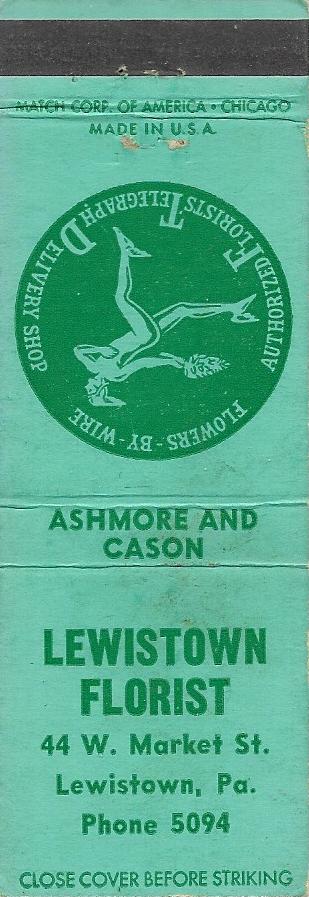 MATCH CORP. OF AMERICA • CHICAGO
MADE IN U.S.A.
AUTHORIZED FLORISTS TELEGRAPH DELIVERY SHOP
FLOWERS-BY-WIRE
ASHMORE AND
CASON
LEWISTOWN
FLORIST
44 W. Market St.
Lewistown, Pa.
Phone 5094
CLOSE COVER BEFORE STRIKING